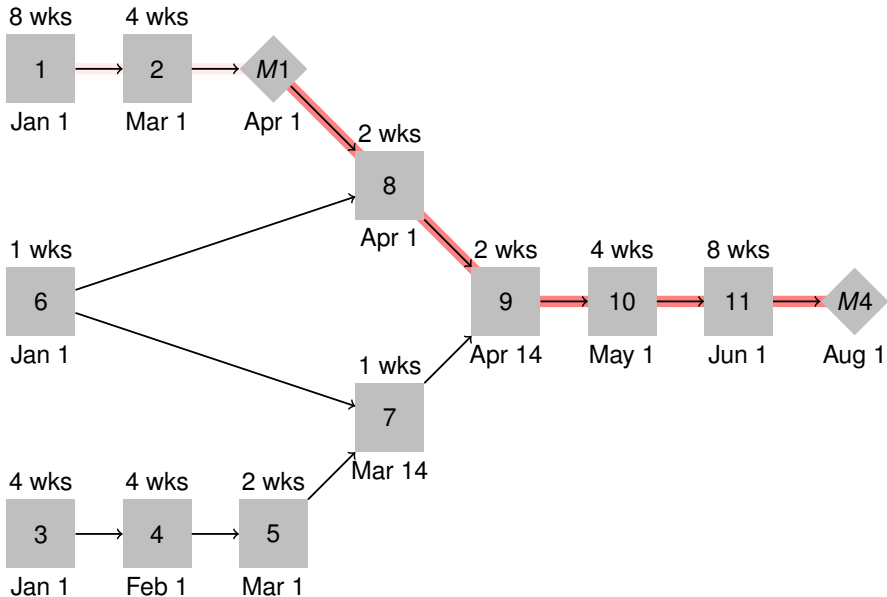 8 wks
4 wks
1
2
M1
Jan 1
Mar 1
Apr 1
2 wks
8
Apr 1
1 wks
6
Jan 1
2 wks
4 wks
8 wks
9
10
11
M4
Apr 14
May 1
Jun 1
Aug 1
1 wks
7
Mar 14
4 wks
4 wks
2 wks
3
4
5
Jan 1
Feb 1
Mar 1